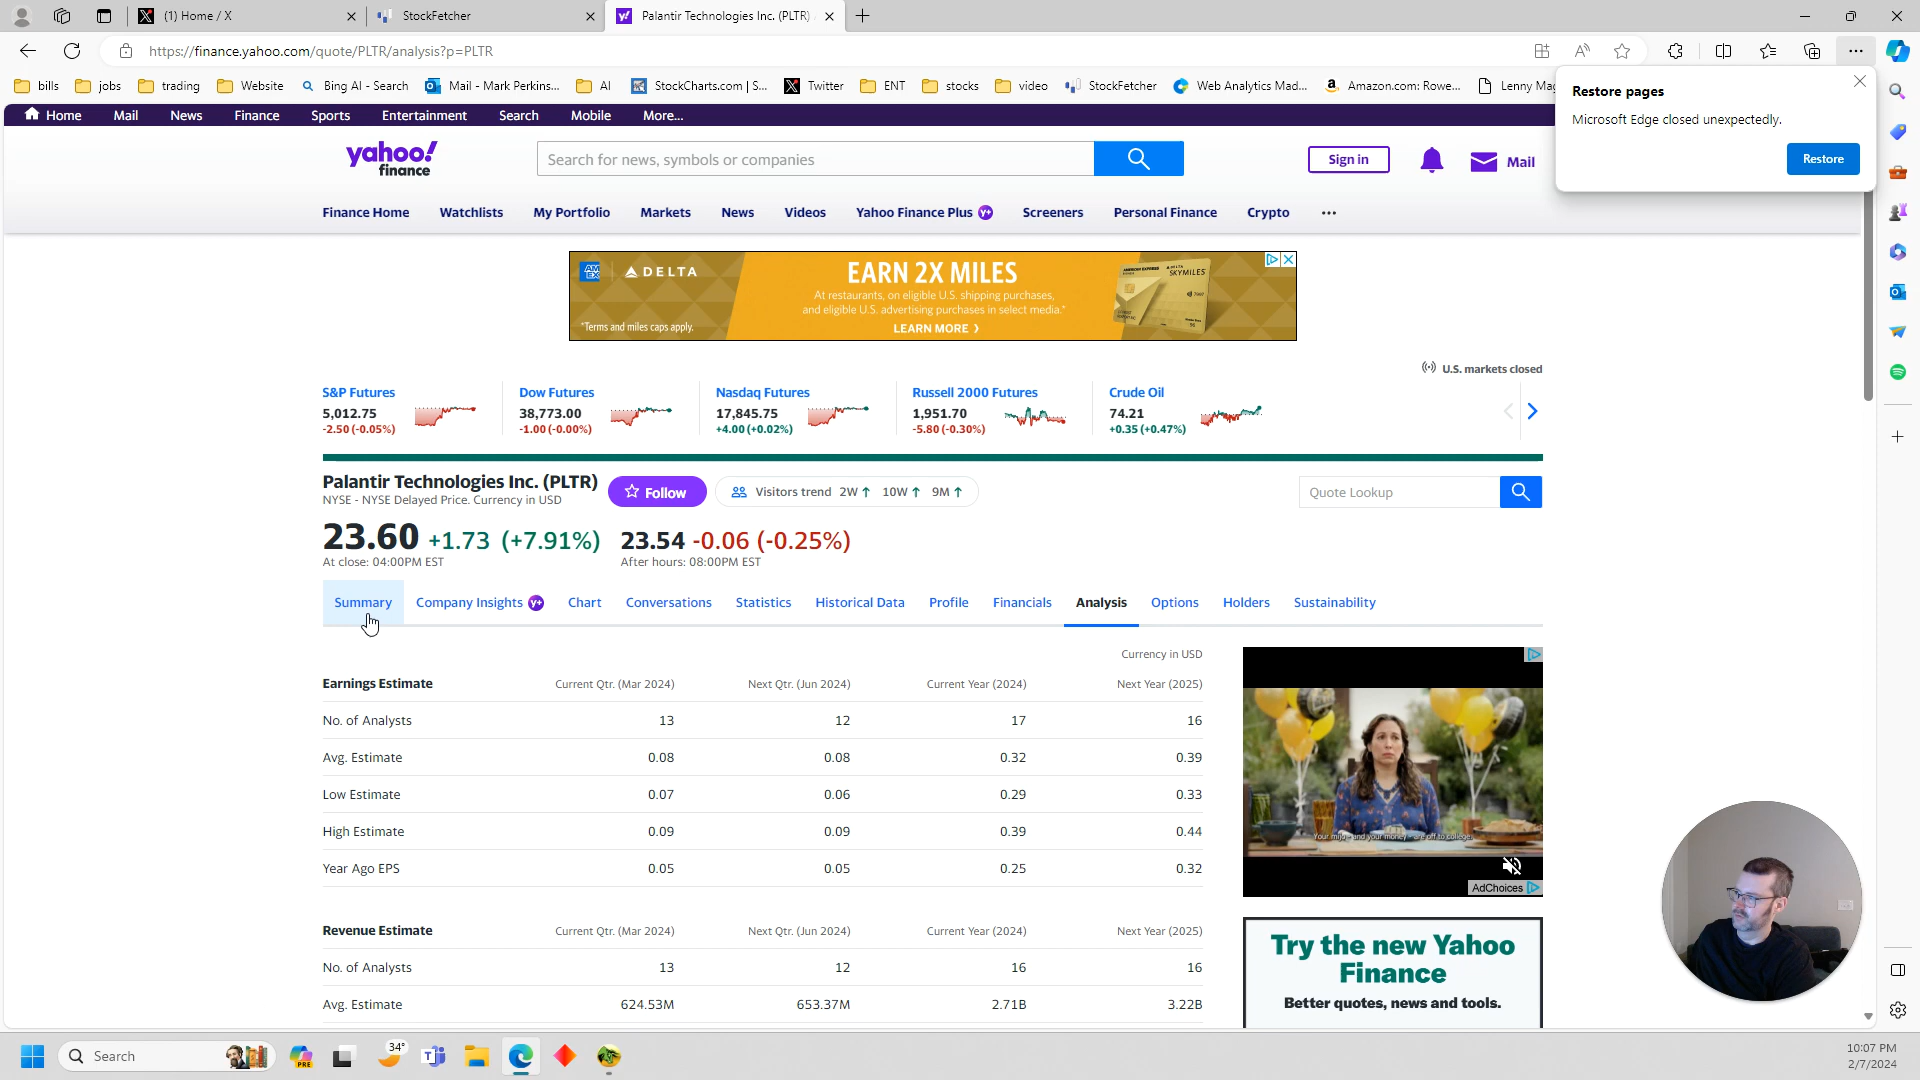 (1) Home / X
StockFetcher
Palantir Technologies Inc. (PLTR)
https://finance.yahoo.com/quote/PLTR/analysis?p=PLTR
bills
jobs
trading
Website
Bing AI - Search
Mail - Mark Perkins...
AI
StockCharts.com | S...
Twitter
ENT
stocks
video
StockFetcher
Web Analytics Mad...
Amazon.com: Rowe...
Lenny Mag
Restore pages
Microsoft Edge closed unexpectedly.
Restore
Home Mail News Finance Sports Entertainment Search Mobile More...
yahoo!
finance
Search for news, symbols or companies
Sign in
Mail
Finance Home Watchlists My Portfolio Markets News Videos Yahoo Finance Plus Y+ Screeners Personal Finance Crypto ...
AM
EX
DELTA
EARN 2X MILES
At restaurants, on eligible U.S. shipping purchases,
and eligible U.S. advertising purchases in select media.*
LEARN MORE
*Terms and miles caps apply.
U.S. markets closed
S&P Futures
5,012.75
-2.50 (-0.05%)
Dow Futures
38,773.00
-1.00 (-0.00%)
Nasdaq Futures
17,845.75
+4.00 (+0.02%)
Russell 2000 Futures
1,951.70
-5.80 (-0.30%)
Crude Oil
74.21
+0.35 (+0.47%)
Palantir Technologies Inc. (PLTR)
NYSE - NYSE Delayed Price. Currency in USD
Follow
Visitors trend 2W↑ 10W↑ 9M↑
Quote Lookup
23.60 +1.73 (+7.91%)
At close: 04:00PM EST
23.54 -0.06 (-0.25%)
After hours: 08:00PM EST
Summary Company Insights Y+ Chart Conversations Statistics Historical Data Profile Financials Analysis Options Holders Sustainability
Currency in USD
Earnings Estimate Current Qtr. (Mar 2024) Next Qtr. (Jun 2024) Current Year (2024) Next Year (2025)
No. of Analysts 13 12 17 16
Avg. Estimate 0.08 0.08 0.32 0.39
Low Estimate 0.07 0.06 0.29 0.33
High Estimate 0.09 0.09 0.39 0.44
Year Ago EPS 0.05 0.05 0.25 0.32
Revenue Estimate Current Qtr. (Mar 2024) Next Qtr. (Jun 2024) Current Year (2024) Next Year (2025)
No. of Analysts 13 12 16 16
Avg. Estimate 624.53M 653.37M 2.71B 3.22B
AdChoices
Try the new Yahoo
Finance
Better quotes, news and tools.
Search
PRE
34°
10:07 PM
2/7/2024